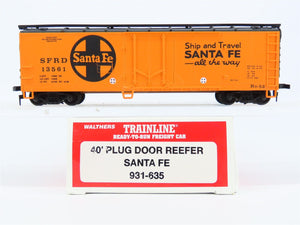 SFRD
13561
Santa Fe
Ship and Travel
SANTA FE
all the way
WALTHERS
TRAINLINE
READY-TO-RUN FREIGHT CAR
40' PLUG DOOR REEFER
SANTA FE
931-635